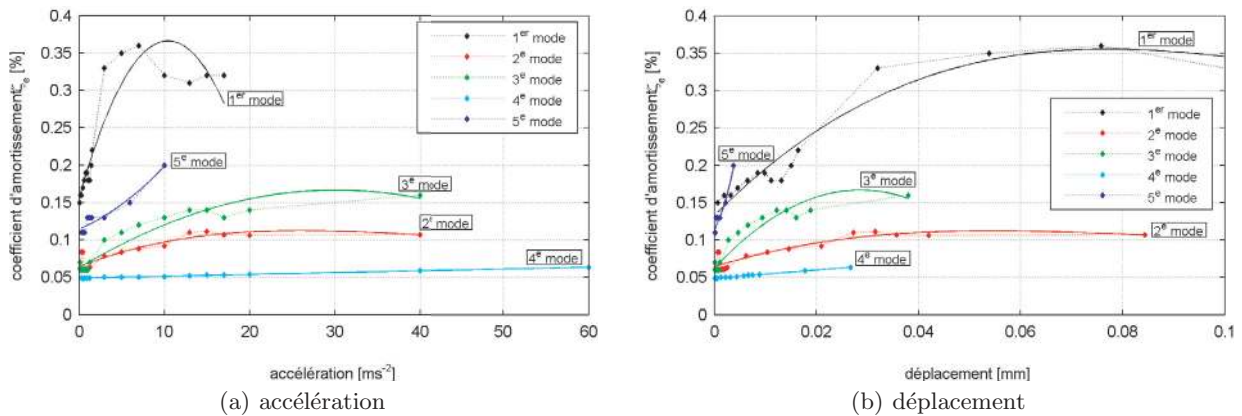 0.4
0.35
0.3
0.25
0.2
0.15
0.1
0.05
0
0 10 20 30 40 50 60
coefficient d'amortissement ζe [%]
accélération [ms-2]
1er mode
2e mode
3e mode
4e mode
5e mode
1er mode
5e mode
3e mode
2 mode
4e mode
(a) accélération
0.4
0.35
0.3
0.25
0.2
0.15
0.1
0.05
0
0 0.02 0.04 0.06 0.08 0.1
coefficient d'amortissement ζe [%]
déplacement [mm]
1er mode
1er mode
2e mode
3e mode
4e mode
5e mode
5e mode
3e mode
2e mode
4e mode
(b) déplacement